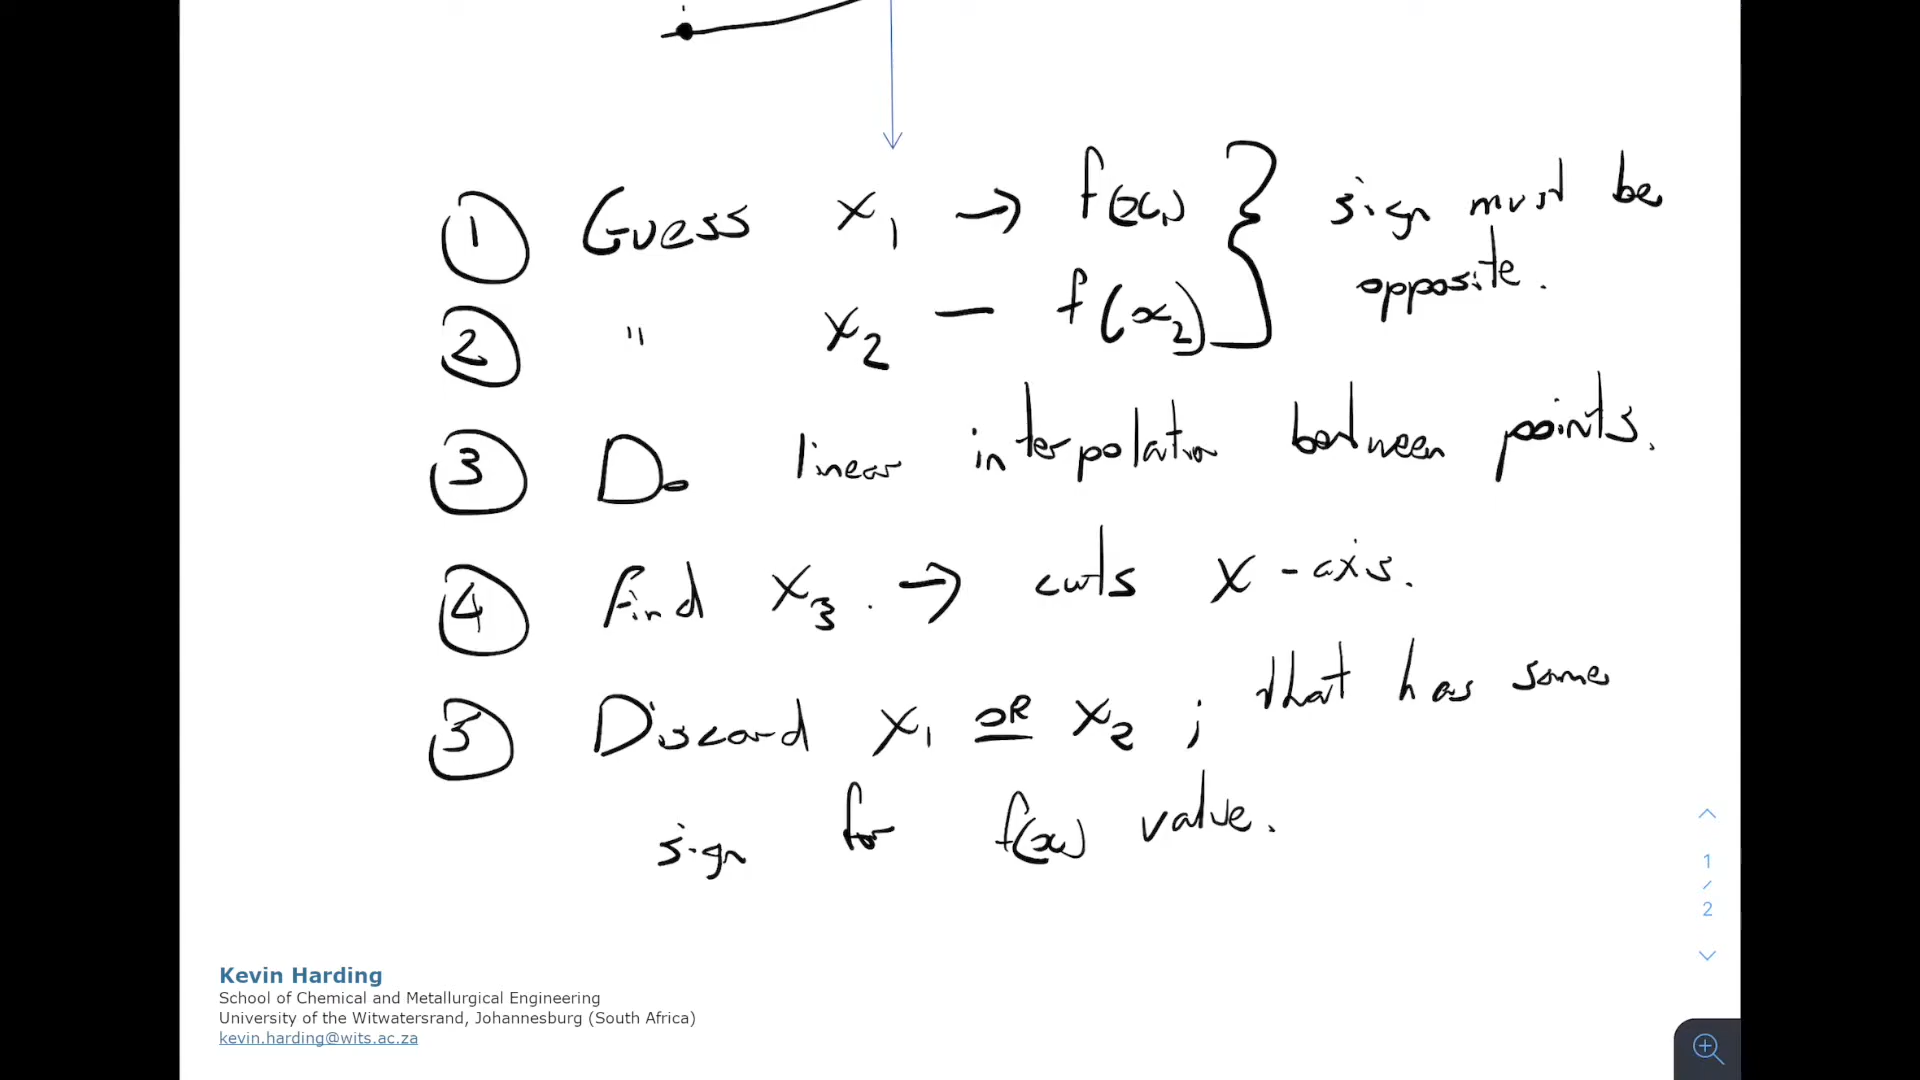 ① Guess x₁ → f(x₁) } sign must be
② " x₂ — f(x₂) opposite.
③ Do linear interpolation between points.
④ find x₃. → cuts x-axis.
⑤ Discard x₁ OR x₂ ; that has same
sign for f(x) value.
1
/
2
Kevin Harding
School of Chemical and Metallurgical Engineering
University of the Witwatersrand, Johannesburg (South Africa)
kevin.harding@wits.ac.za